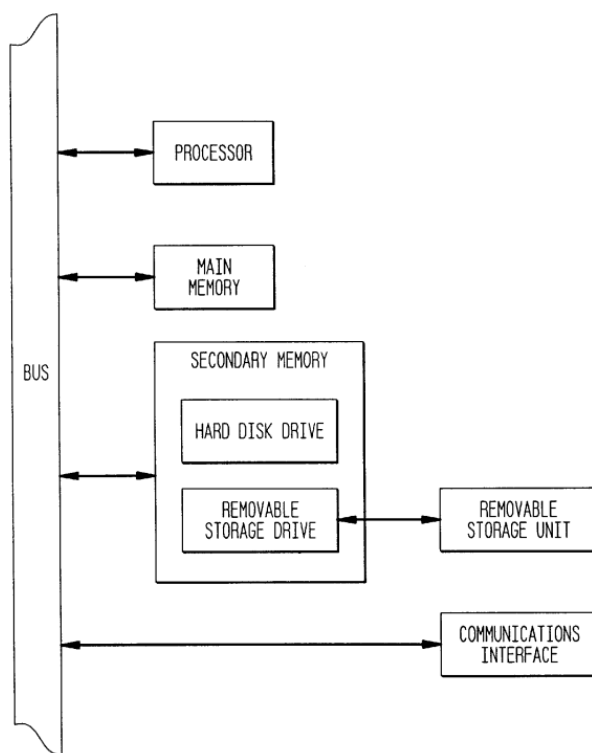 PROCESSOR
MAIN
MEMORY
BUS
SECONDARY MEMORY
HARD DISK DRIVE
REMOVABLE
STORAGE DRIVE
REMOVABLE
STORAGE UNIT
COMMUNICATIONS
INTERFACE